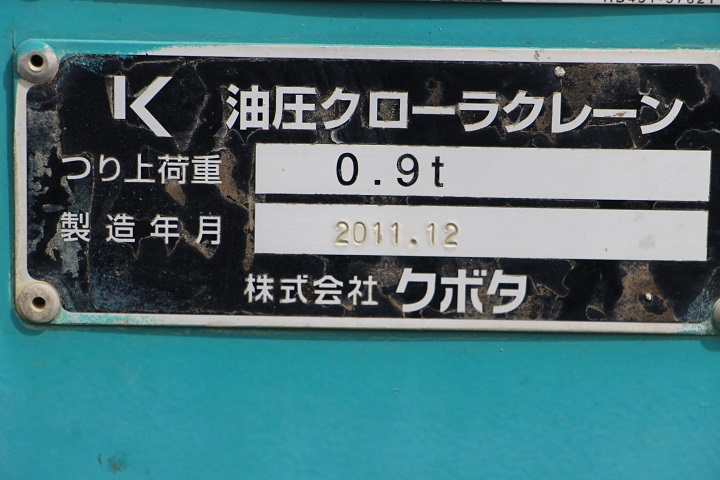 K 油圧クローラクレーン
つり上荷重 0.9t
製造年月 2011.12
株式会社 クボタ